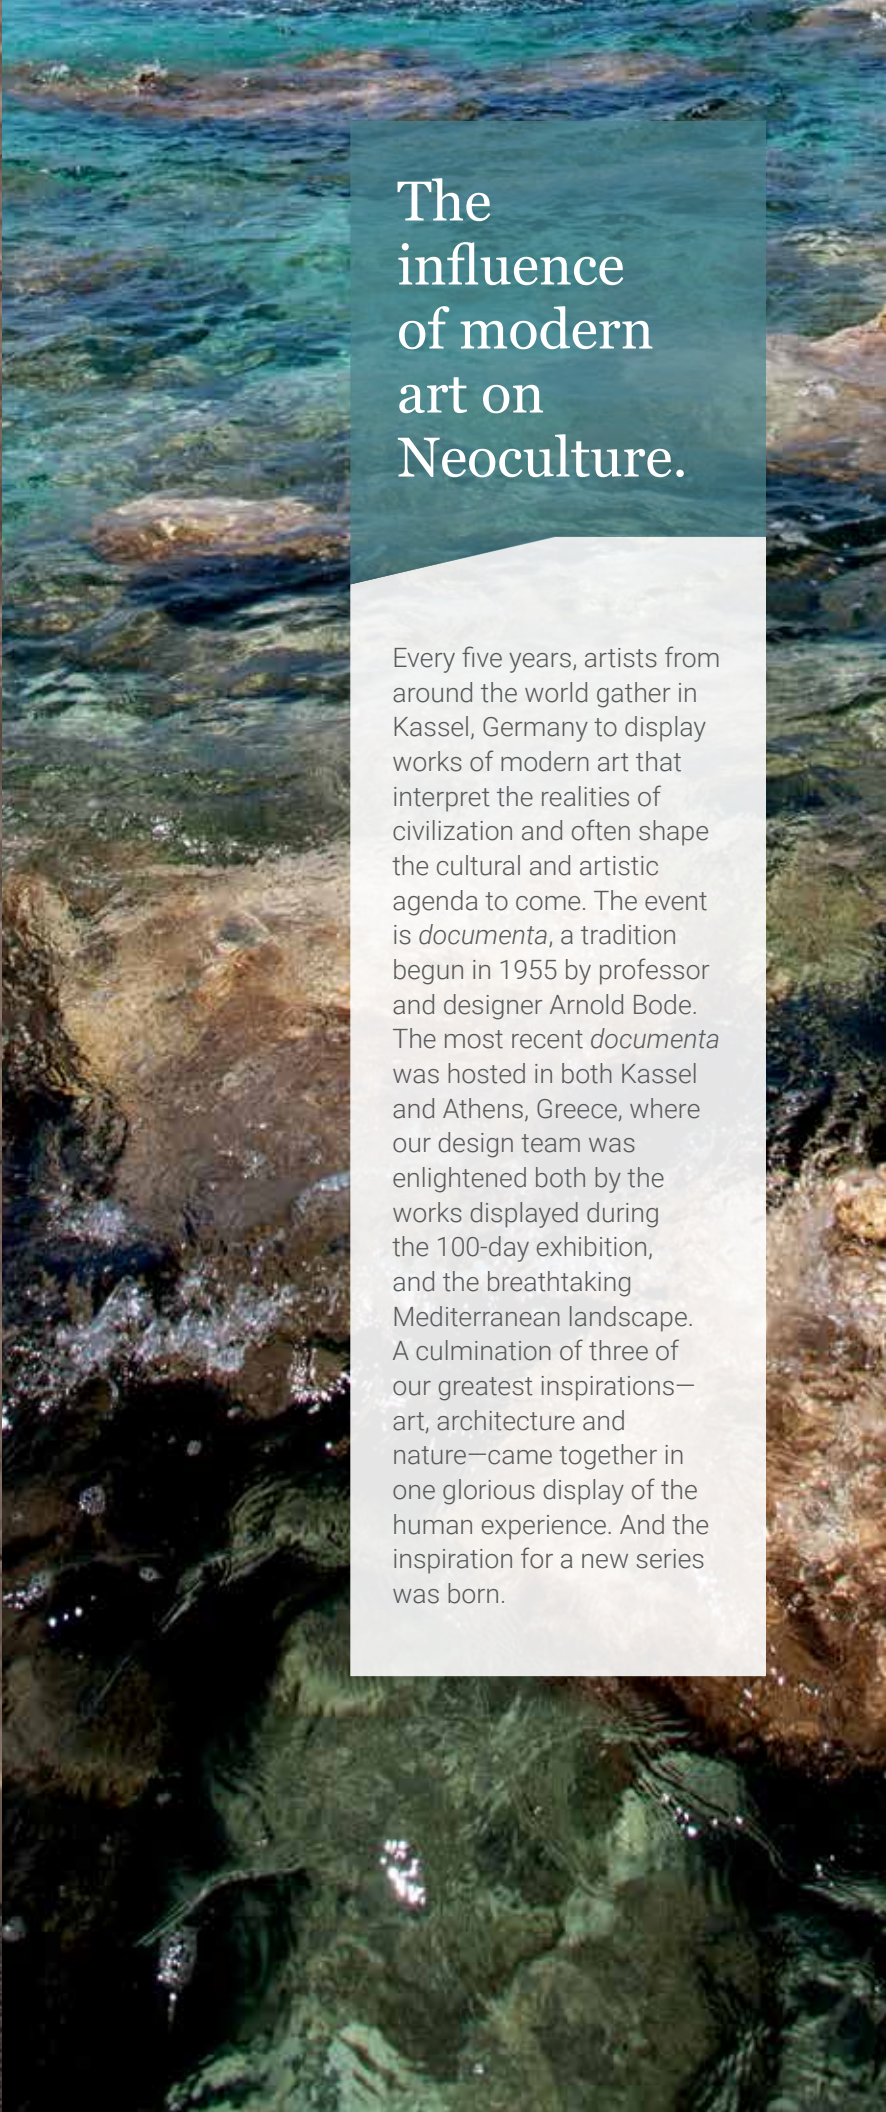 The
influence
of modern
art on
Neoculture.
Every five years, artists from
around the world gather in
Kassel, Germany to display
works of modern art that
interpret the realities of
civilization and often shape
the cultural and artistic
agenda to come. The event
is documenta, a tradition
begun in 1955 by professor
and designer Arnold Bode.
The most recent documenta
was hosted in both Kassel
and Athens, Greece, where
our design team was
enlightened both by the
works displayed during
the 100-day exhibition,
and the breathtaking
Mediterranean landscape.
A culmination of three of
our greatest inspirations—
art, architecture and
nature—came together in
one glorious display of the
human experience. And the
inspiration for a new series
was born.